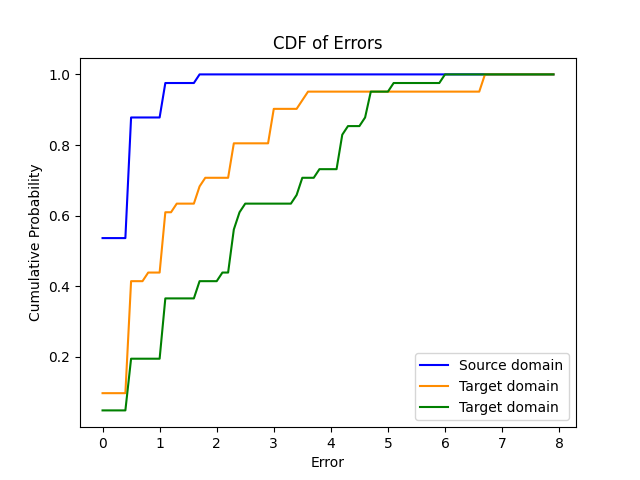 CDF of Errors
Cumulative Probability
1.0
0.8
0.6
0.4
0.2
0 1 2 3 4 5 6 7 8
Error
Source domain
Target domain
Target domain